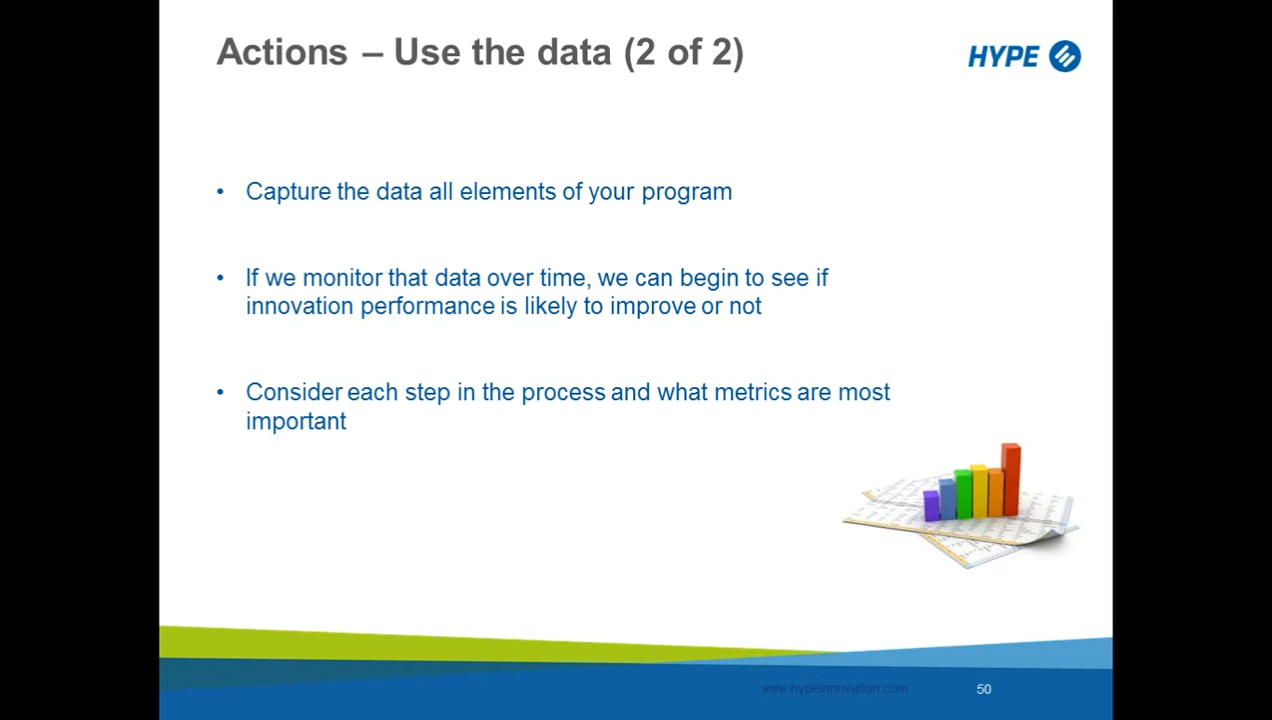 Actions – Use the data (2 of 2)
HYPE
• Capture the data all elements of your program
• If we monitor that data over time, we can begin to see if
innovation performance is likely to improve or not
• Consider each step in the process and what metrics are most
important
www.hypeinnovation.com
50